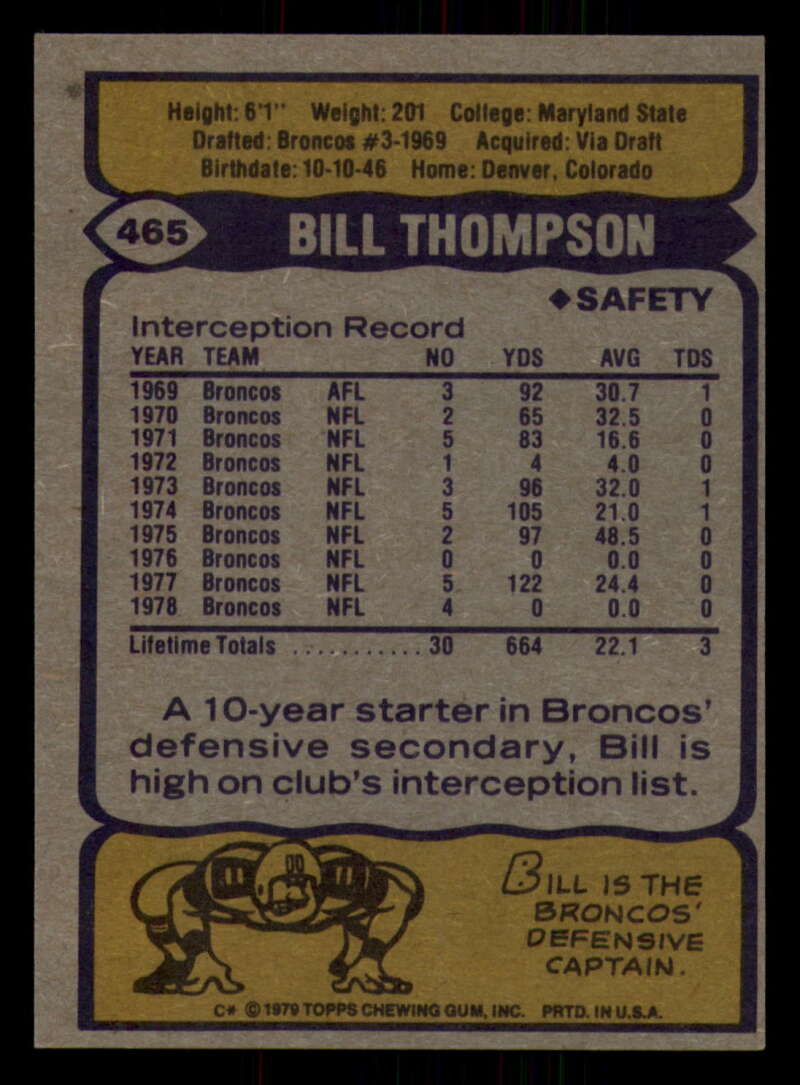 Height: 6'1" Weight: 201 College: Maryland State
Drafted: Broncos #3-1969 Acquired: Via Draft
Birthdate: 10-10-46 Home: Denver, Colorado
465 BILL THOMPSON
◆SAFETY
Interception Record
YEAR TEAM NO YDS AVG TDS
1969 Broncos AFL 3 92 30.7 1
1970 Broncos NFL 2 65 32.5 0
1971 Broncos NFL 5 83 16.6 0
1972 Broncos NFL 1 4 4.0 0
1973 Broncos NFL 3 96 32.0 1
1974 Broncos NFL 5 105 21.0 1
1975 Broncos NFL 2 97 48.5 0
1976 Broncos NFL 0 0 0.0 0
1977 Broncos NFL 5 122 24.4 0
1978 Broncos NFL 4 0 0.0 0
Lifetime Totals ........... 30 664 22.1 3
A 10-year starter in Broncos'
defensive secondary, Bill is
high on club's interception list.
00
BILL IS THE
BRONCOS'
DEFENSIVE
CAPTAIN.
C* © 1979 TOPPS CHEWING GUM, INC. PRTD. IN U.S.A.